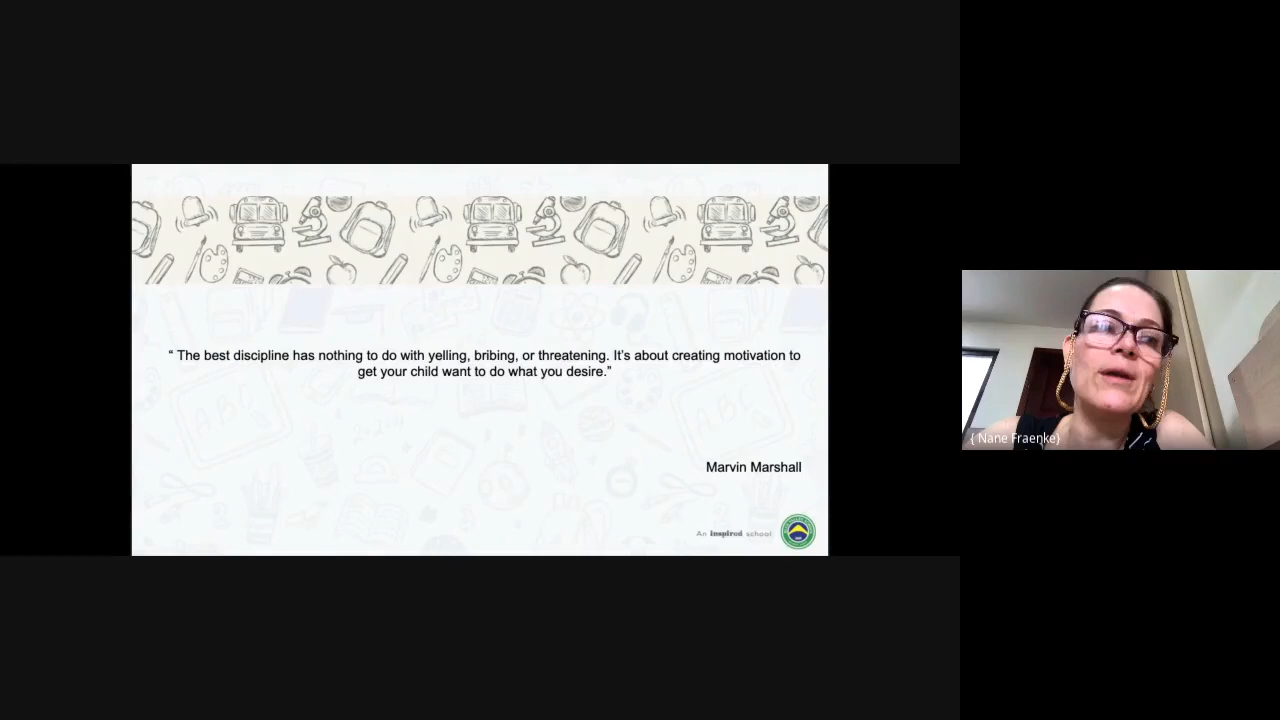 “ The best discipline has nothing to do with yelling, bribing, or threatening. It’s about creating motivation to
get your child want to do what you desire.”
Marvin Marshall
An inspired school
{ Nane Fraenke}